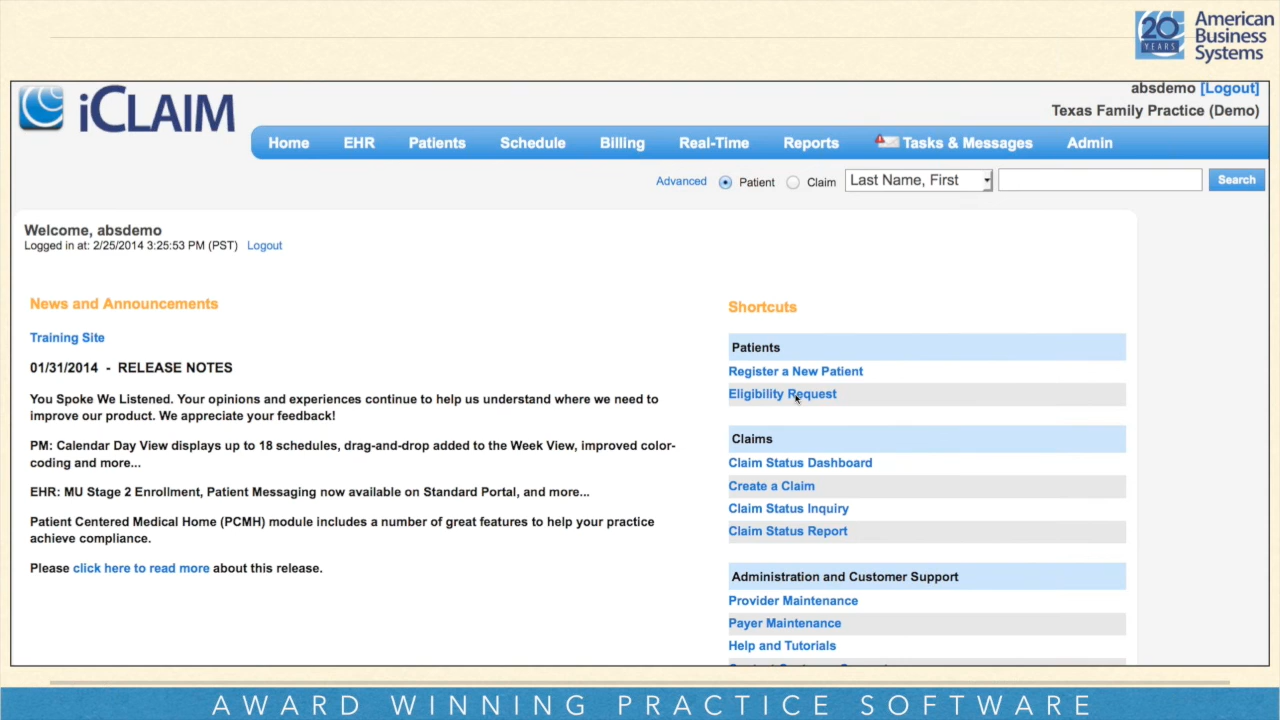 20
YEARS
American
Business
Systems
iCLAIM
absdemo [Logout]
Texas Family Practice (Demo)
Home EHR Patients Schedule Billing Real-Time Reports Tasks & Messages Admin
Advanced Patient Claim Last Name, First Search
Welcome, absdemo
Logged in at: 2/25/2014 3:25:53 PM (PST) Logout
News and Announcements
Training Site
01/31/2014 - RELEASE NOTES
You Spoke We Listened. Your opinions and experiences continue to help us understand where we need to
improve our product. We appreciate your feedback!
PM: Calendar Day View displays up to 18 schedules, drag-and-drop added to the Week View, improved color-
coding and more...
EHR: MU Stage 2 Enrollment, Patient Messaging now available on Standard Portal, and more...
Patient Centered Medical Home (PCMH) module includes a number of great features to help your practice
achieve compliance.
Please click here to read more about this release.
Shortcuts
Patients
Register a New Patient
Eligibility Request
Claims
Claim Status Dashboard
Create a Claim
Claim Status Inquiry
Claim Status Report
Administration and Customer Support
Provider Maintenance
Payer Maintenance
Help and Tutorials
AWARD WINNING PRACTICE SOFTWARE